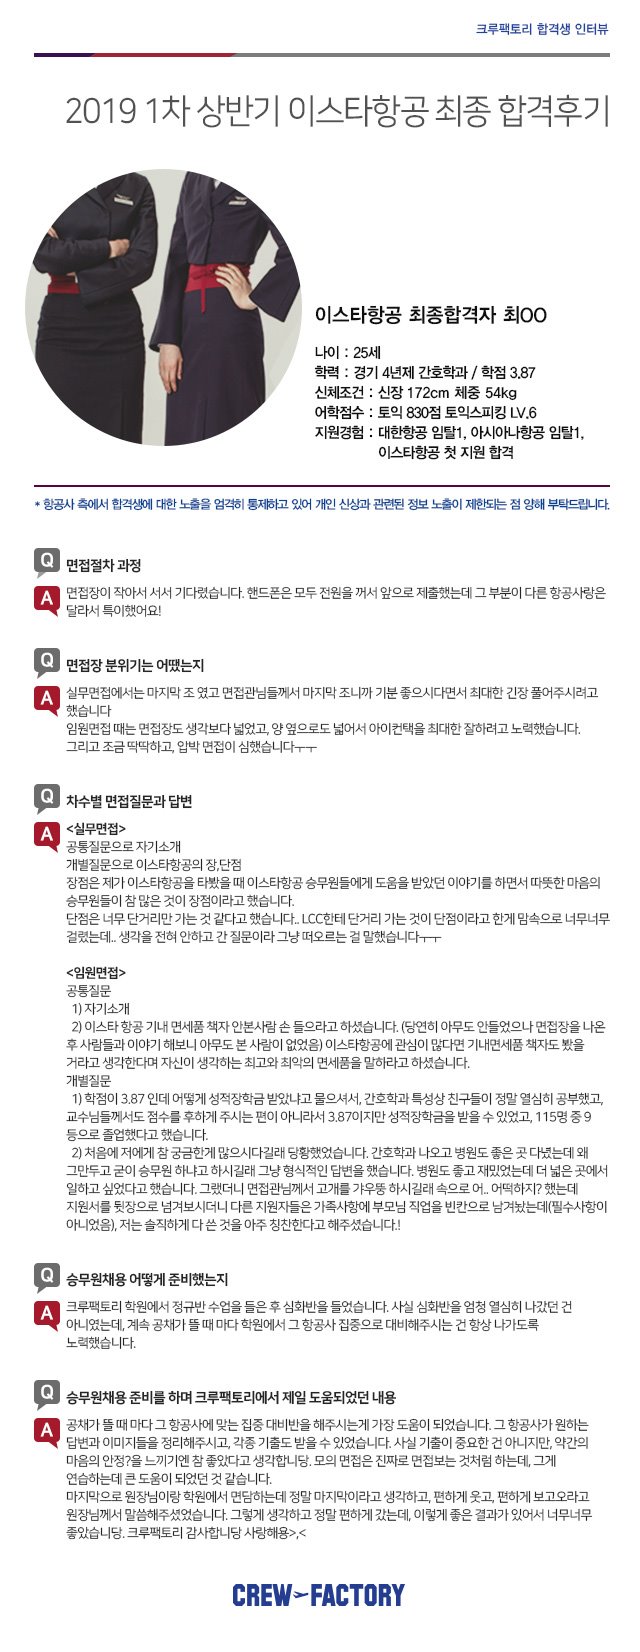 크루팩토리 합격생 인터뷰
2019 1차 상반기 이스타항공 최종 합격후기
이스타항공 최종합격자 최OO
나이 : 25세
학력 : 경기 4년제 간호학과 / 학점 3.87
신체조건 : 신장 172cm 체중 54kg
어학점수 : 토익 830점 토익스피킹 LV.6
지원경험 : 대한항공 임탈1, 아시아나항공 임탈1,
이스타항공 첫 지원 합격
* 항공사 측에서 합격생에 대한 노출을 엄격히 통제하고 있어 개인 신상과 관련된 정보 노출이 제한되는 점 양해 부탁드립니다.
Q 면접절차 과정
A 면접장이 작아서 서서 기다렸습니다. 핸드폰은 모두 전원을 꺼서 앞으로 제출했는데 그 부분이 다른 항공사랑은
달라서 특이했어요!
Q 면접장 분위기는 어땠는지
A 실무면접에서는 마지막 조 였고 면접관님들께서 마지막 조니까 기분 좋으시다면서 최대한 긴장 풀어주시려고
했습니다
임원면접 때는 면접장도 생각보다 넓었고, 양 옆으로도 넓어서 아이컨택을 최대한 잘하려고 노력했습니다.
그리고 조금 딱딱하고, 압박 면접이 심했습니다ㅜㅜ
Q 차수별 면접질문과 답변
A <실무면접>
공통질문으로 자기소개
개별질문으로 이스타항공의 장,단점
장점은 제가 이스타항공을 타봤을 때 이스타항공 승무원들에게 도움을 받았던 이야기를 하면서 따뜻한 마음의
승무원들이 참 많은 것이 장점이라고 했습니다.
단점은 너무 단거리만 가는 것 같다고 했습니다.. LCC한테 단거리 가는 것이 단점이라고 한게 맘속으로 너무너무
걸렸는데.. 생각을 전혀 안하고 간 질문이라 그냥 떠오르는 걸 말했습니다ㅜㅜ
<임원면접>
공통질문
1) 자기소개
2) 이스타 항공 기내 면세품 책자 안본사람 손 들으라고 하셨습니다. (당연히 아무도 안들었으나 면접장을 나온
후 사람들과 이야기 해보니 아무도 본 사람이 없었음) 이스타항공에 관심이 많다면 기내면세품 책자도 봤을
거라고 생각한다며 자신이 생각하는 최고와 최악의 면세품을 말하라고 하셨습니다.
개별질문
1) 학점이 3.87 인데 어떻게 성적장학금 받았냐고 물으셔서, 간호학과 특성상 친구들이 정말 열심히 공부했고,
교수님들께서도 점수를 후하게 주시는 편이 아니라서 3.87이지만 성적장학금을 받을 수 있었고, 115명 중 9
등으로 졸업했다고 했습니다.
2) 처음에 저에게 참 궁금한게 많으시다길래 당황했었습니다. 간호학과 나오고 병원도 좋은 곳 다녔는데 왜
그만두고 굳이 승무원 하냐고 하시길래 그냥 형식적인 답변을 했습니다. 병원도 좋고 재밌었는데 더 넓은 곳에서
일하고 싶었다고 했습니다. 그랬더니 면접관님께서 고개를 갸우뚱 하시길래 속으로 어.. 어떡하지? 했는데
지원서를 뒷장으로 넘겨보시더니 다른 지원자들은 가족사항에 부모님 직업을 빈칸으로 남겨놨는데(필수사항이
아니었음), 저는 솔직하게 다 쓴 것을 아주 칭찬한다고 해주셨습니다.!
Q 승무원채용 어떻게 준비했는지
A 크루팩토리 학원에서 정규반 수업을 들은 후 심화반을 들었습니다. 사실 심화반을 엄청 열심히 나갔던 건
아니였는데, 계속 공채가 뜰 때 마다 학원에서 그 항공사 집중으로 대비해주시는 건 항상 나가도록
노력했습니다.
Q 승무원채용 준비를 하며 크루팩토리에서 제일 도움되었던 내용
A 공채가 뜰 때 마다 그 항공사에 맞는 집중 대비반을 해주시는게 가장 도움이 되었습니다. 그 항공사가 원하는
답변과 이미지들을 정리해주시고, 각종 기출도 받을 수 있었습니다. 사실 기출이 중요한 건 아니지만, 약간의
마음의 안정?을 느끼기엔 참 좋았다고 생각합니당. 모의 면접은 진짜로 면접보는 것처럼 하는데, 그게
연습하는데 큰 도움이 되었던 것 같습니다.
마지막으로 원장님이랑 학원에서 면담하는데 정말 마지막이라고 생각하고, 편하게 웃고, 편하게 보고오라고
원장님께서 말씀해주셨었습니다. 그렇게 생각하고 정말 편하게 갔는데, 이렇게 좋은 결과가 있어서 너무너무
좋았습니당. 크루팩토리 감사합니당 사랑해용>,<
CREW FACTORY